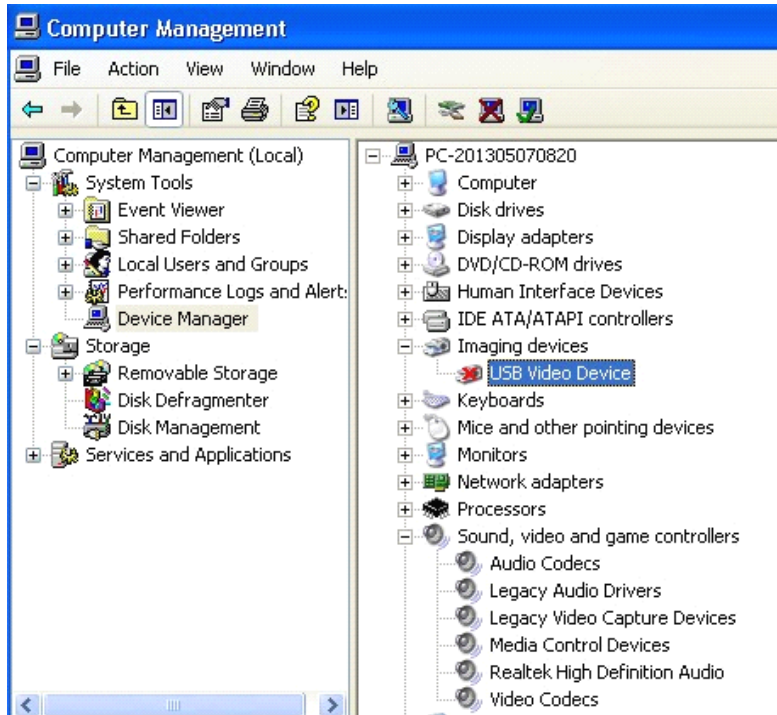 Computer Management
File Action View Window Help
Computer Management (Local)
System Tools
Event Viewer
Shared Folders
Local Users and Groups
Performance Logs and Alert:
Device Manager
Storage
Removable Storage
Disk Defragmenter
Disk Management
Services and Applications
PC-201305070820
Computer
Disk drives
Display adapters
DVD/CD-ROM drives
Human Interface Devices
IDE ATA/ATAPI controllers
Imaging devices
USB Video Device
Keyboards
Mice and other pointing devices
Monitors
Network adapters
Processors
Sound, video and game controllers
Audio Codecs
Legacy Audio Drivers
Legacy Video Capture Devices
Media Control Devices
Realtek High Definition Audio
Video Codecs